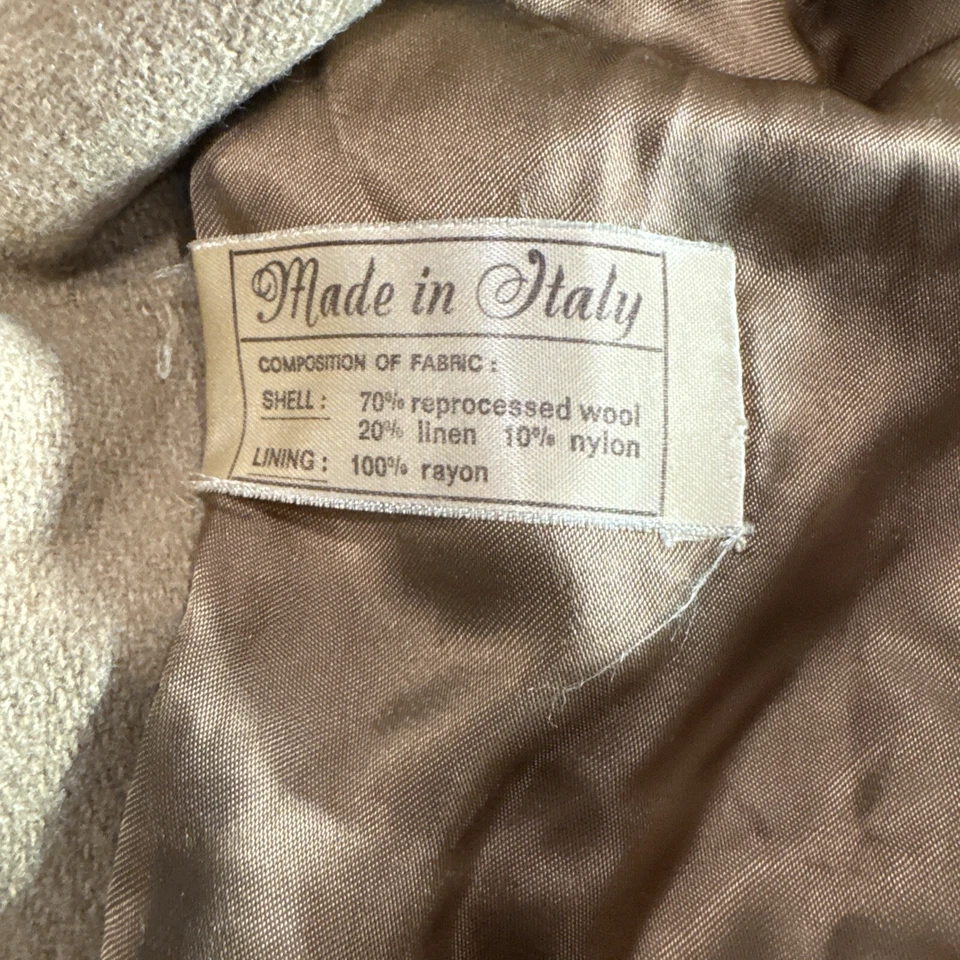 Made in Italy
COMPOSITION OF FABRIC :
SHELL : 70% reprocessed wool
20% linen 10% nylon
LINING : 100% rayon